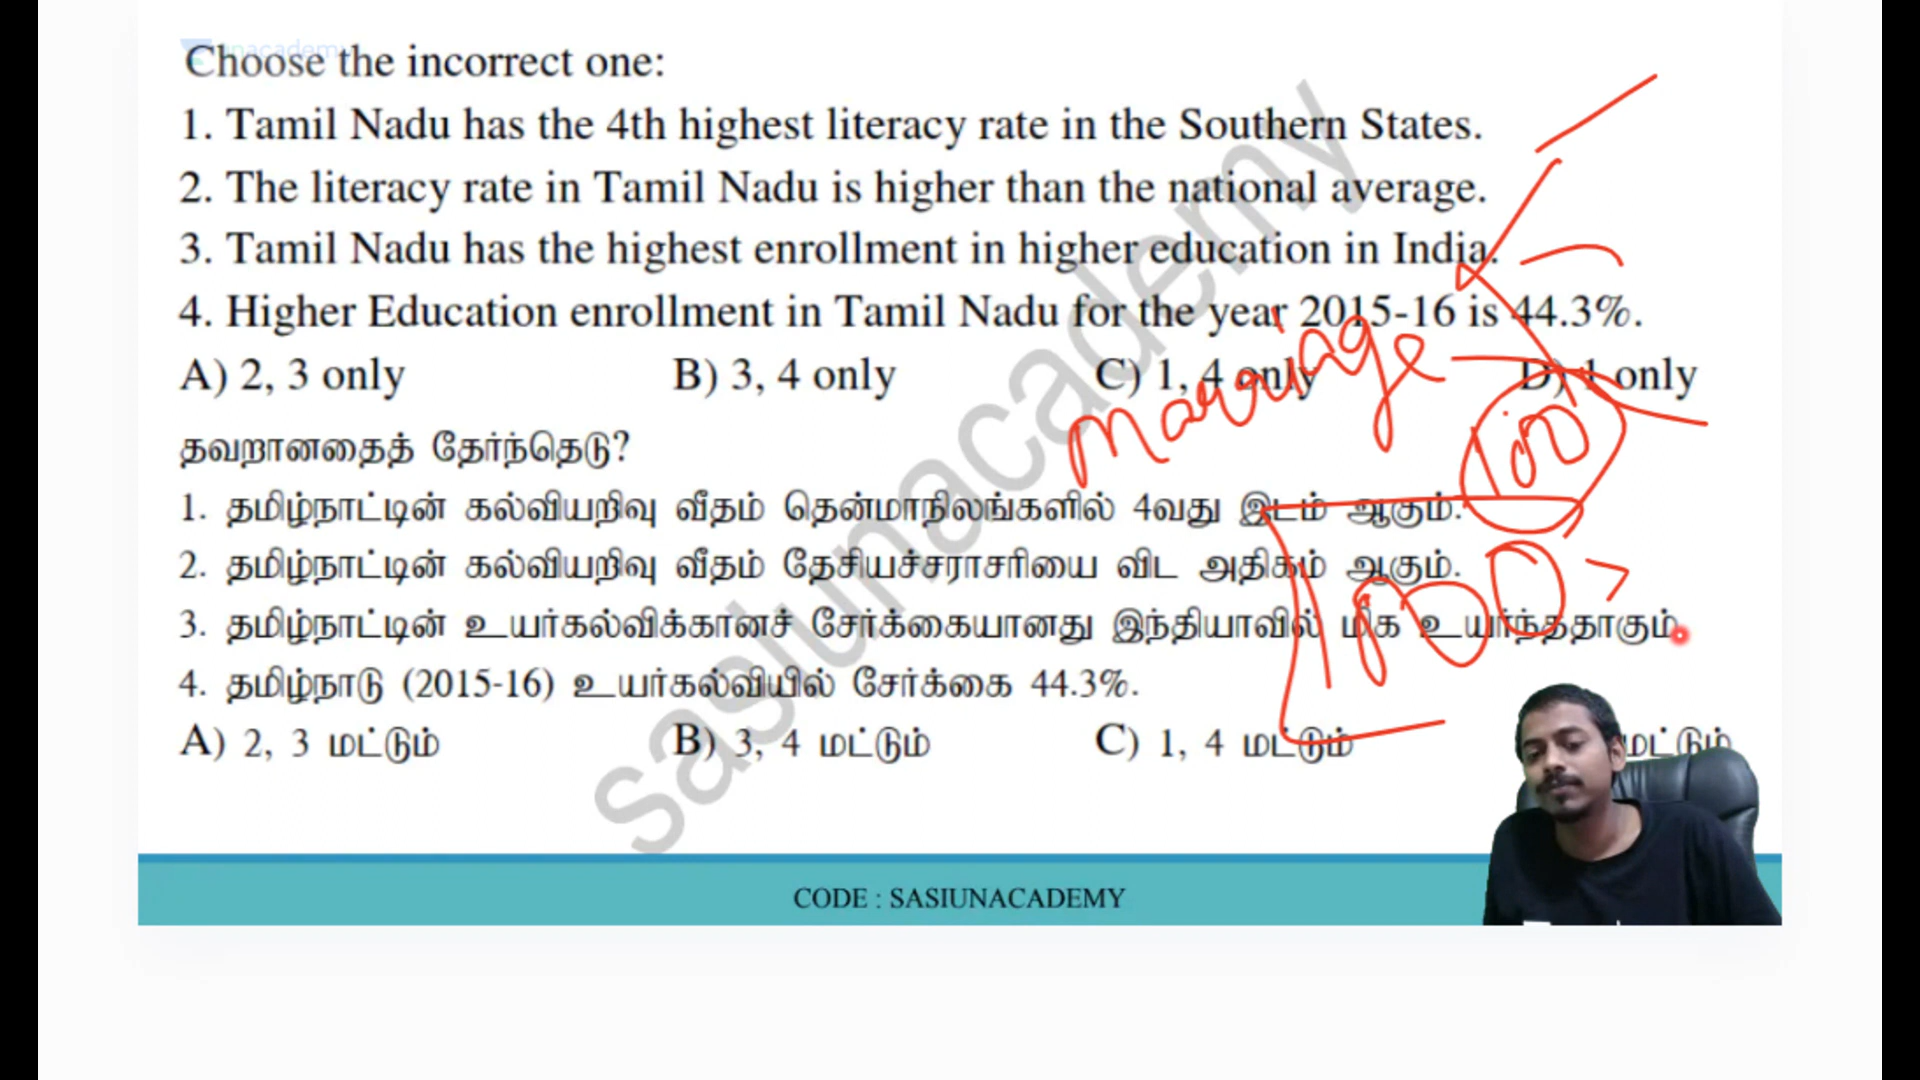 unacademy
Choose the incorrect one:
1. Tamil Nadu has the 4th highest literacy rate in the Southern States.
2. The literacy rate in Tamil Nadu is higher than the national average.
3. Tamil Nadu has the highest enrollment in higher education in India.
4. Higher Education enrollment in Tamil Nadu for the year 2015-16 is 44.3%.
A) 2, 3 only B) 3, 4 only C) 1, 4 only D) 1 only
Marriage
100
தவறானதைத் தேர்ந்தெடு?
1. தமிழ்நாட்டின் கல்வியறிவு வீதம் தென்மாநிலங்களில் 4வது இடம் ஆகும்.
2. தமிழ்நாட்டின் கல்வியறிவு வீதம் தேசியச்சராசரியை விட அதிகம் ஆகும்.
1000
3. தமிழ்நாட்டின் உயர்கல்விக்கானச் சேர்க்கையானது இந்தியாவில் மிக உயர்ந்ததாகும்.
4. தமிழ்நாடு (2015-16) உயர்கல்வியில் சேர்க்கை 44.3%.
A) 2, 3 மட்டும் B) 3, 4 மட்டும் C) 1, 4 மட்டும் மட்டும்
sasiunacademy
CODE : SASIUNACADEMY